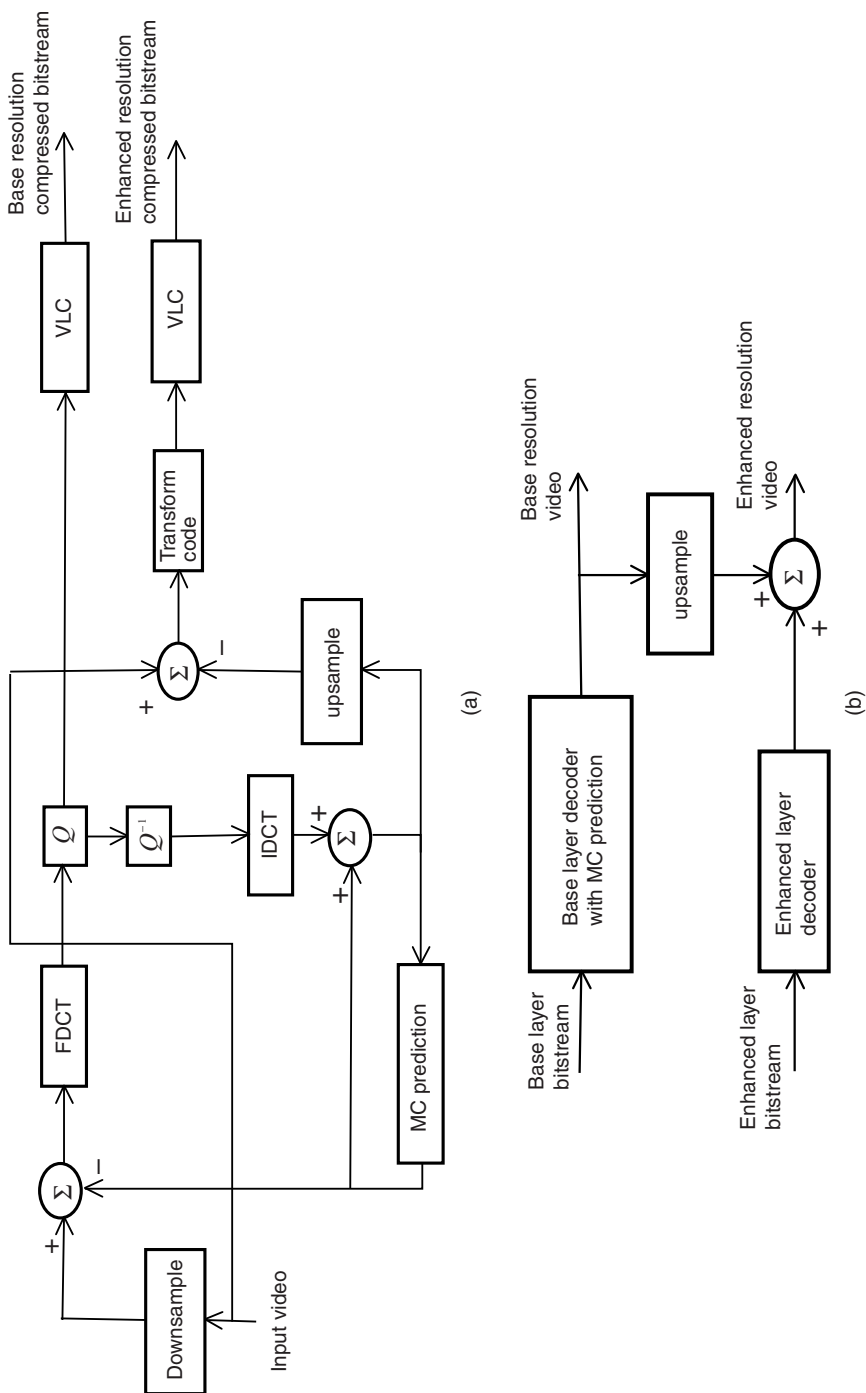 Base resolution
compressed bitstream
VLC
Enhanced resolution
compressed bitstream
VLC
Transform
code
Q
Q⁻¹
FDCT
IDCT
Σ
+
−
Σ
+
−
Σ
+
+
upsample
MC prediction
Downsample
Input video
(a)
Base layer
bitstream
Base layer decoder
with MC prediction
Base resolution
video
upsample
Enhanced layer
bitstream
Enhanced layer
decoder
Σ
+
+
Enhanced resolution
video
(b)